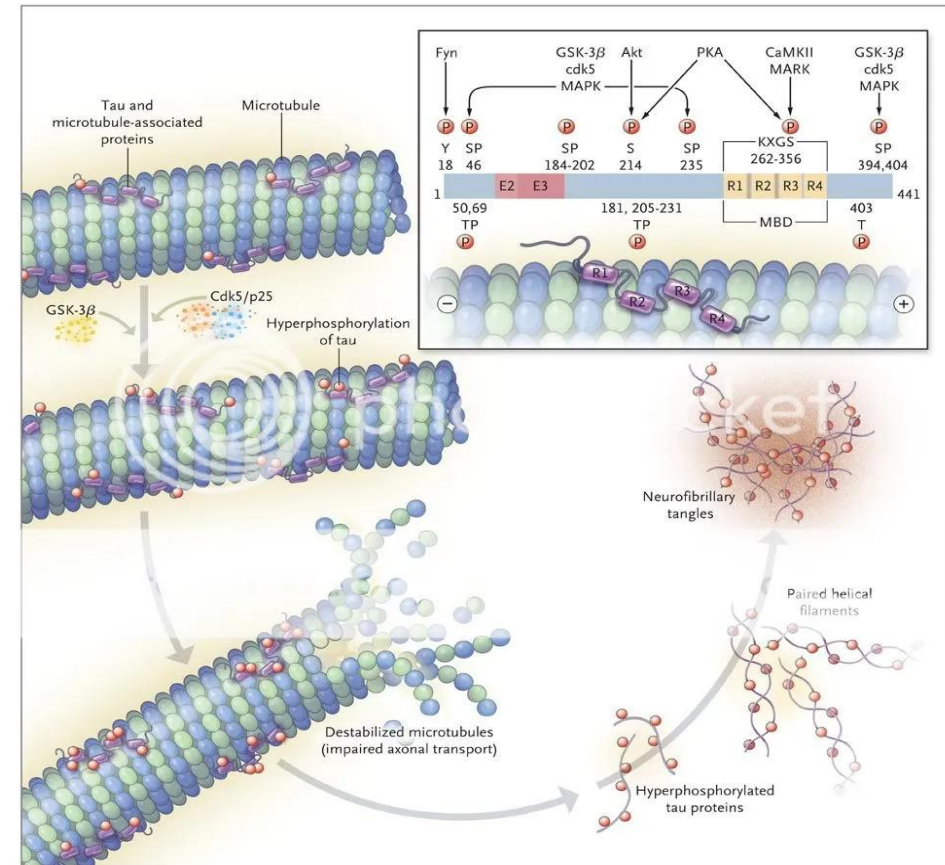 Tau and
microtubule-associated
proteins
Microtubule
GSK-3β
Cdk5/p25
Hyperphosphorylation
of tau
Destabilized microtubules
(impaired axonal transport)
Hyperphosphorylated
tau proteins
Paired helical
filaments
Neurofibrillary
tangles
Fyn
GSK-3β
cdk5
MAPK
Akt
PKA
CaMKII
MARK
GSK-3β
cdk5
MAPK
P P P P P P P
Y SP SP S SP KXGS SP
18 46 184-202 214 235 262-356 394,404
1 E2 E3 R1 R2 R3 R4 441
50,69 181, 205-231 MBD 403
TP TP T
P P P
R1
R2
R3
R4
− +